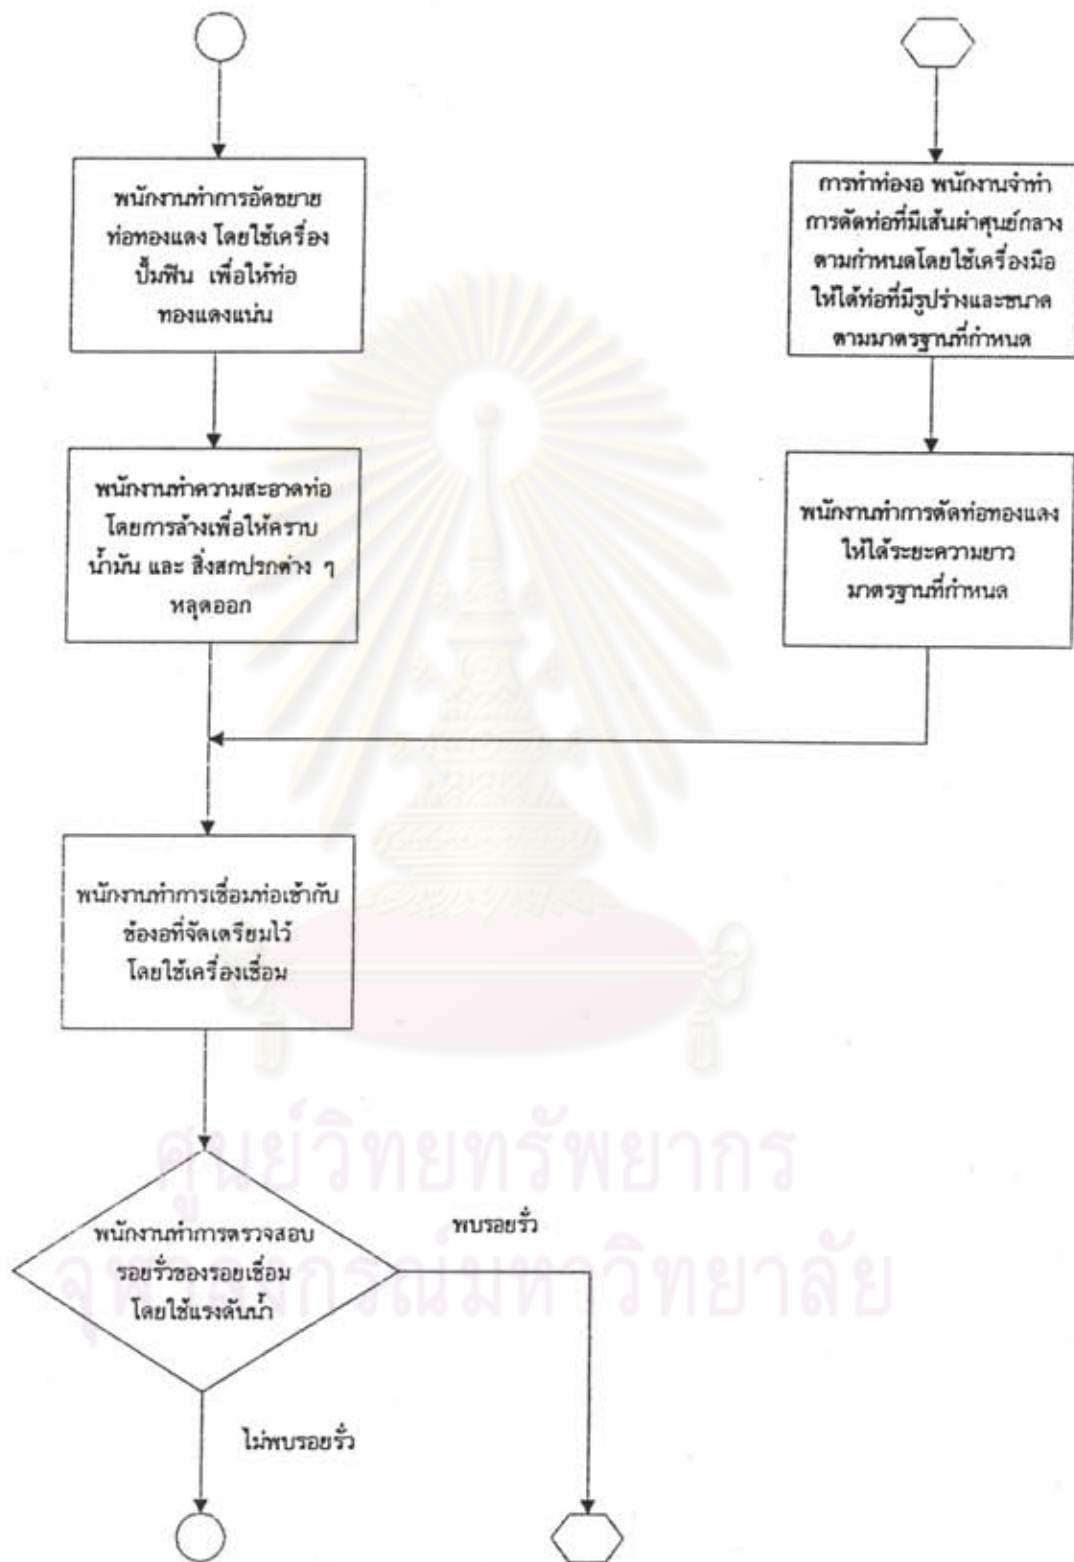 พนักงานทำการอัดขยาย
ท่อทองแดง โดยใช้เครื่อง
ปั๊มฟิน เพื่อให้ท่อ
ทองแดงแน่น
การทำท่องอ พนักงานจำทำ
การดัดท่อที่มีเส้นผ่าศูนย์กลาง
ตามกำหนดโดยใช้เครื่องมือ
ให้ได้ท่อที่มีรูปร่างและขนาด
ตามมาตรฐานที่กำหนด
พนักงานทำความสะอาดท่อ
โดยการล้างเพื่อให้คราบ
น้ำมัน และ สิ่งสกปรกต่าง ๆ
หลุดออก
พนักงานทำการตัดท่อทองแดง
ให้ได้ระยะความยาว
มาตรฐานที่กำหนด
พนักงานทำการเชื่อมท่อเข้ากับ
ข้องอที่จัดเตรียมไว้
โดยใช้เครื่องเชื่อม
ศูนย์วิทยทรัพยากร
จุฬาลงกรณ์มหาวิทยาลัย
พนักงานทำการตรวจสอบ
รอยรั่วของรอยเชื่อม
โดยใช้แรงดันน้ำ
พบรอยรั่ว
ไม่พบรอยรั่ว